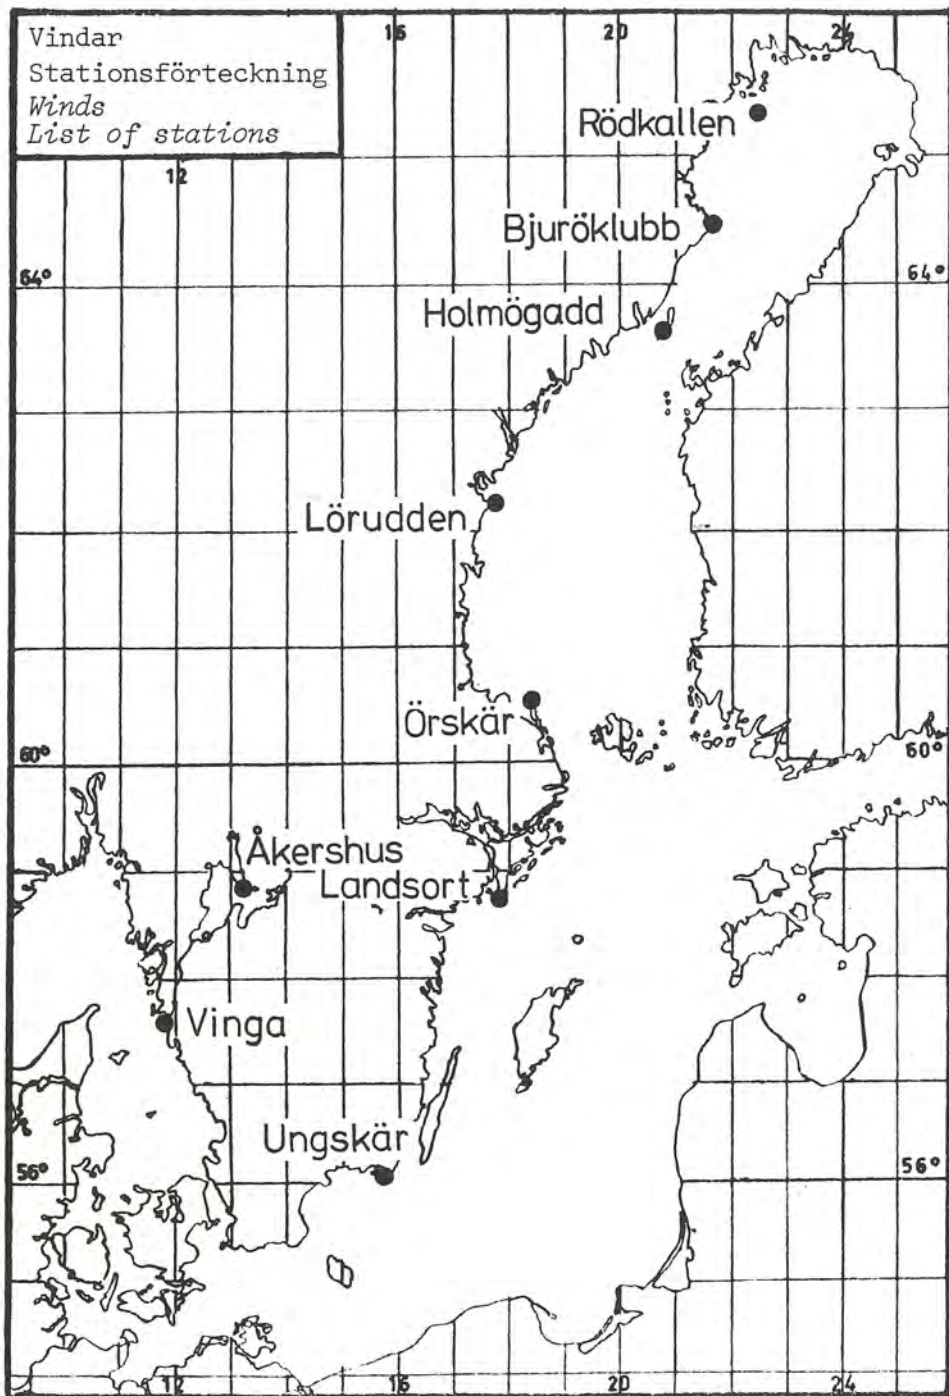 Vindar
Stationsförteckning
Winds
List of stations
16 20 24
12
Rödkallen
Bjuröklubb
64° 64°
Holmögadd
Lörudden
Örskär
60° 60°
Åkershus
Landsort
Vinga
Ungskär
56° 56°
12 16 20 24